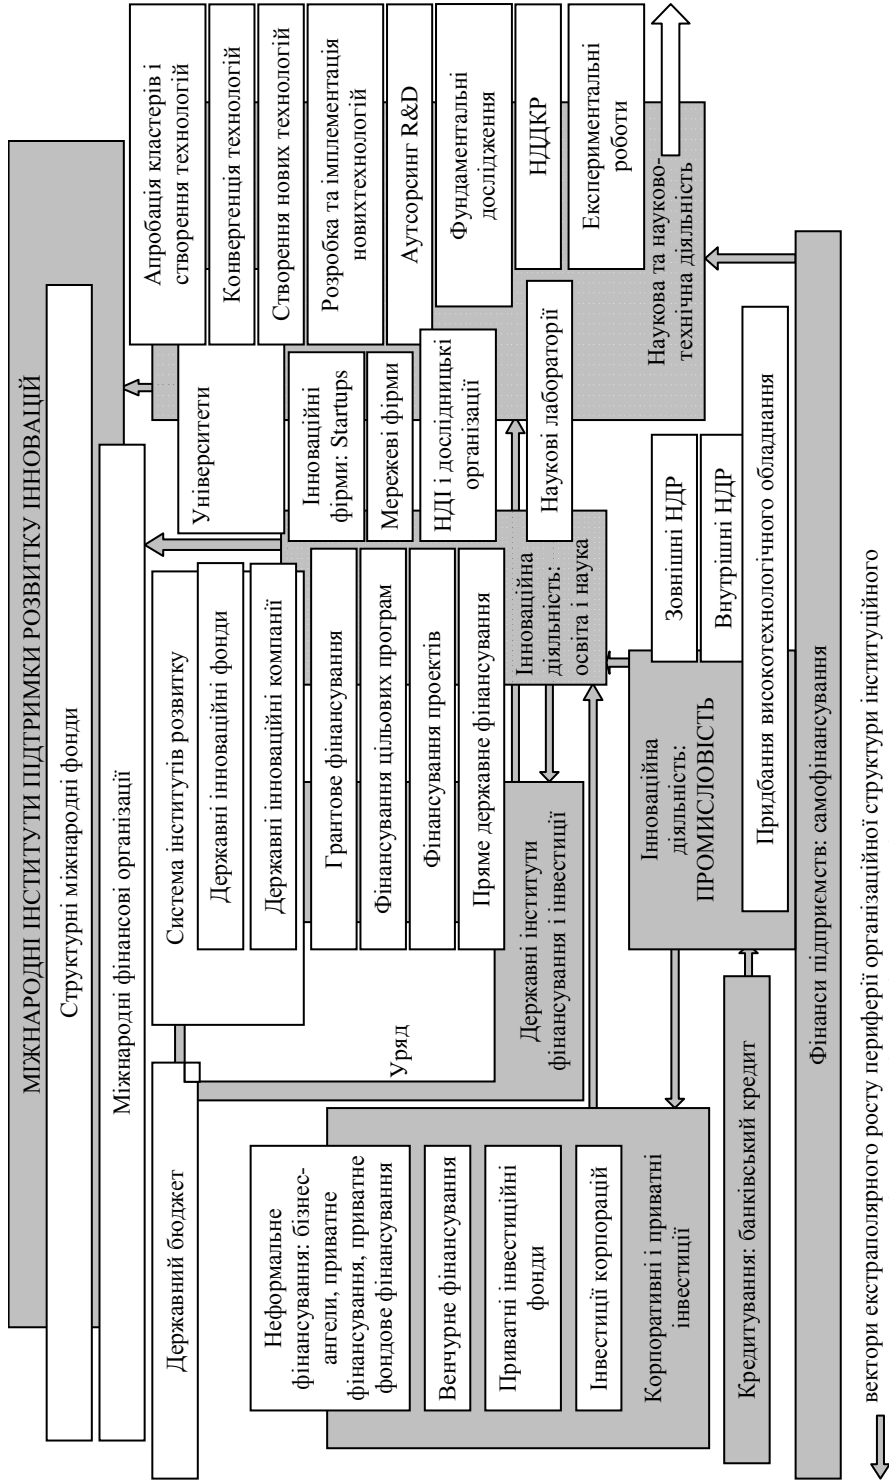 МІЖНАРОДНІ ІНСТИТУТИ ПІДТРИМКИ РОЗВИТКУ ІННОВАЦІЙ
Структурні міжнародні фонди
Міжнародні фінансові організації
Державний бюджет
Система інститутів розвитку
Державні інноваційні фонди
Державні інноваційні компанії
Грантове фінансування
Фінансування цільових програм
Фінансування проектів
Пряме державне фінансування
Уряд
Державні інститути
фінансування і інвестиції
Університети
Інноваційні
фірми: Startups
Мережеві фірми
НДІ і дослідницькі
організації
Наукові лабораторії
Інноваційна
діяльність:
освіта і наука
Апробація кластерів і
створення технологій
Конвергенція технологій
Створення нових технологій
Розробка та імплементація
новихтехнологій
Аутсорсинг R&D
Фундаментальні
дослідження
НДДКР
Експериментальні
роботи
Наукова та науково-
технічна діяльність
Неформальне
фінансування: бізнес-
ангели, приватне
фінансування, приватне
фондове фінансування
Венчурне фінансування
Приватні інвестиційні
фонди
Інвестиції корпорацій
Корпоративні і приватні
інвестиції
Інноваційна
діяльність:
ПРОМИСЛОВІСТЬ
Зовнішні НДР
Внутрішні НДР
Придбання високотехнологічного обладнання
Кредитування: банківський кредит
Фінанси підприємств: самофінансування
вектори екстраполярного росту периферії організаційної структури інституційного